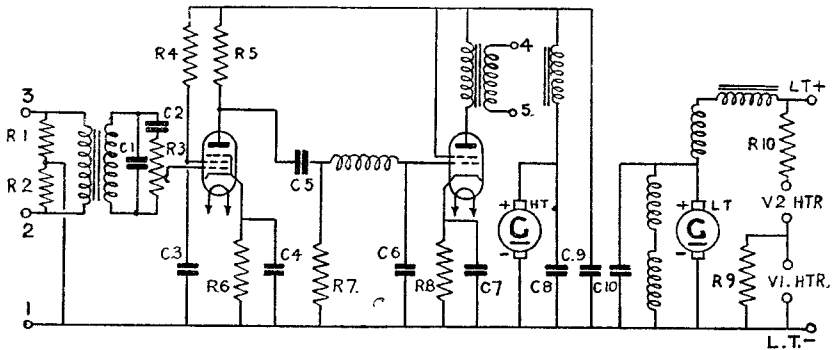 R4
R5
4
5.
LT+
3
R1
R2
2
C1
C2
R3
C5
R10
+ HT.
G
-
+ LT
G
-
V2 HTR
C3
R6
C4
R7.
C6
R8
C7
C8
C.9
C10
R9
V1. HTR.
1
L.T.-